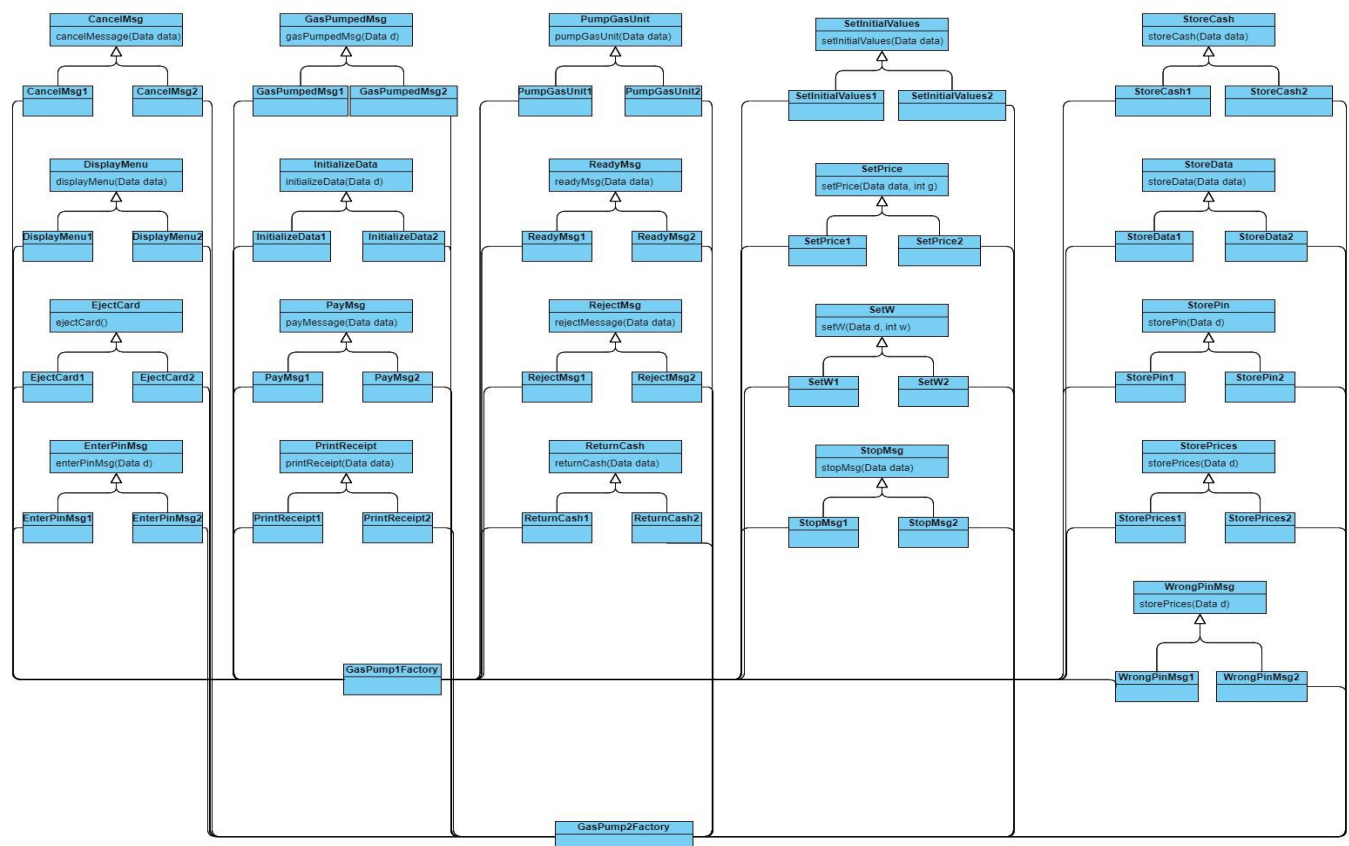 CancelMsg
cancelMessage(Data data)
CancelMsg1
CancelMsg2
GasPumpedMsg
gasPumpedMsg(Data d)
GasPumpedMsg1
GasPumpedMsg2
PumpGasUnit
pumpGasUnit(Data data)
PumpGasUnit1
PumpGasUnit2
SetInitialValues
setInitialValues(Data data)
SetInitialValues1
SetInitialValues2
StoreCash
storeCash(Data data)
StoreCash1
StoreCash2
DisplayMenu
displayMenu(Data data)
DisplayMenu1
DisplayMenu2
InitializeData
initializeData(Data d)
InitializeData1
InitializeData2
ReadyMsg
readyMsg(Data data)
ReadyMsg1
ReadyMsg2
SetPrice
setPrice(Data data, int g)
SetPrice1
SetPrice2
StoreData
storeData(Data data)
StoreData1
StoreData2
EjectCard
ejectCard()
EjectCard1
EjectCard2
PayMsg
payMessage(Data data)
PayMsg1
PayMsg2
RejectMsg
rejectMessage(Data data)
RejectMsg1
RejectMsg2
SetW
setW(Data d, int w)
SetW1
SetW2
StorePin
storePin(Data d)
StorePin1
StorePin2
EnterPinMsg
enterPinMsg(Data d)
EnterPinMsg1
EnterPinMsg2
PrintReceipt
printReceipt(Data data)
PrintReceipt1
PrintReceipt2
ReturnCash
returnCash(Data data)
ReturnCash1
ReturnCash2
StopMsg
stopMsg(Data data)
StopMsg1
StopMsg2
StorePrices
storePrices(Data d)
StorePrices1
StorePrices2
WrongPinMsg
storePrices(Data d)
WrongPinMsg1
WrongPinMsg2
GasPump1Factory
GasPump2Factory